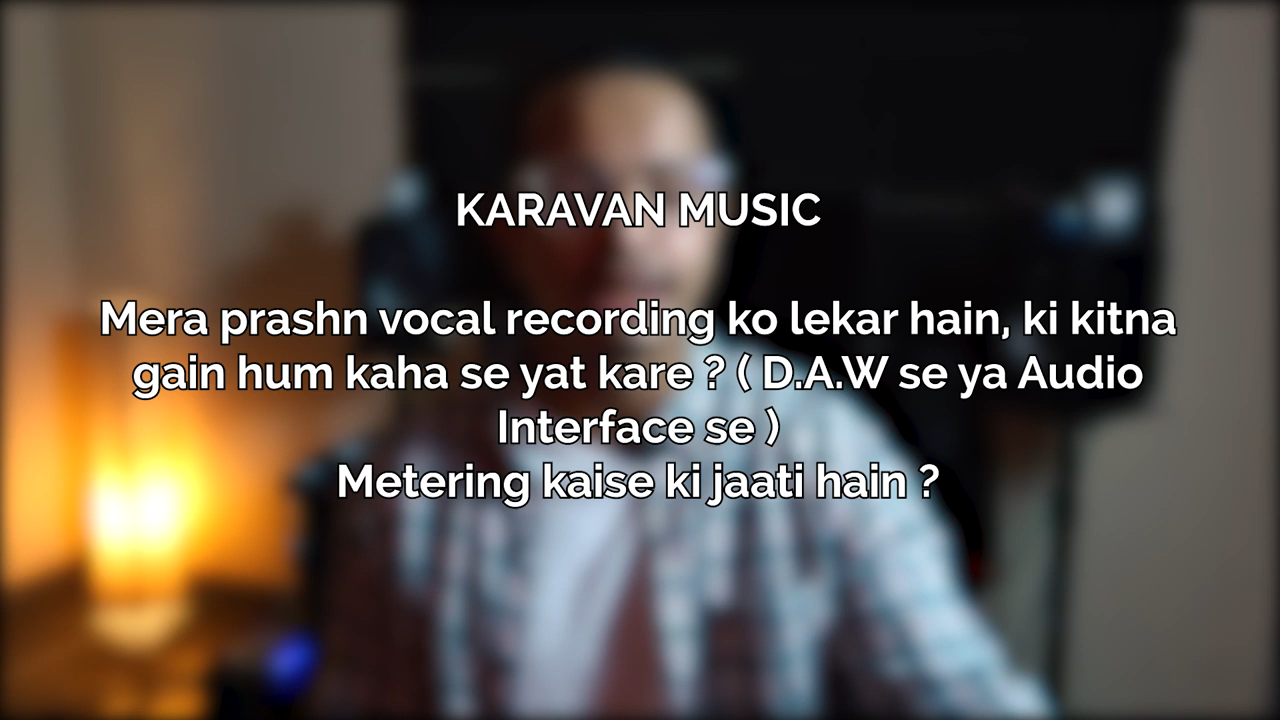 KARAVAN MUSIC
Mera prashn vocal recording ko lekar hain, ki kitna
gain hum kaha se yat kare ? ( D.A.W se ya Audio
Interface se )
Metering kaise ki jaati hain ?